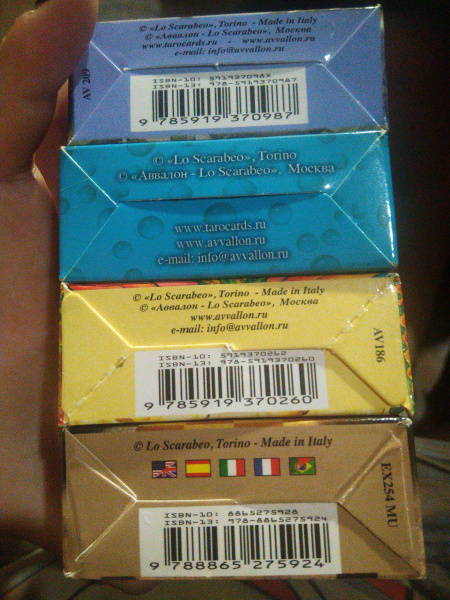 © «Lo Scarabeo», Torino - Made in Italy
© «Аввалон - Lo Scarabeo», Москва
www.tarocards.ru - www.avvallon.ru
e-mail: info@avvallon.ru
AV 209
ISBN-10: 591937098X
ISBN-13: 978-5919370987
9 785919 370987
© «Lo Scarabeo», Torino
© «Аввалон - Lo Scarabeo», Москва
www.tarocards.ru
www.avvallon.ru
e-mail: info@avvallon.ru
© «Lo Scarabeo», Torino - Made in Italy
© «Аввалон - Lo Scarabeo», Москва
www.avvallon.ru
e-mail: info@avvallon.ru
AV186
ISBN-10: 5919370262
ISBN-13: 978-5919370260
9 785919 370260
© Lo Scarabeo, Torino - Made in Italy
EX254 MU
ISBN-10: 8865275928
ISBN-13: 978-8865275924
9 788865 275924